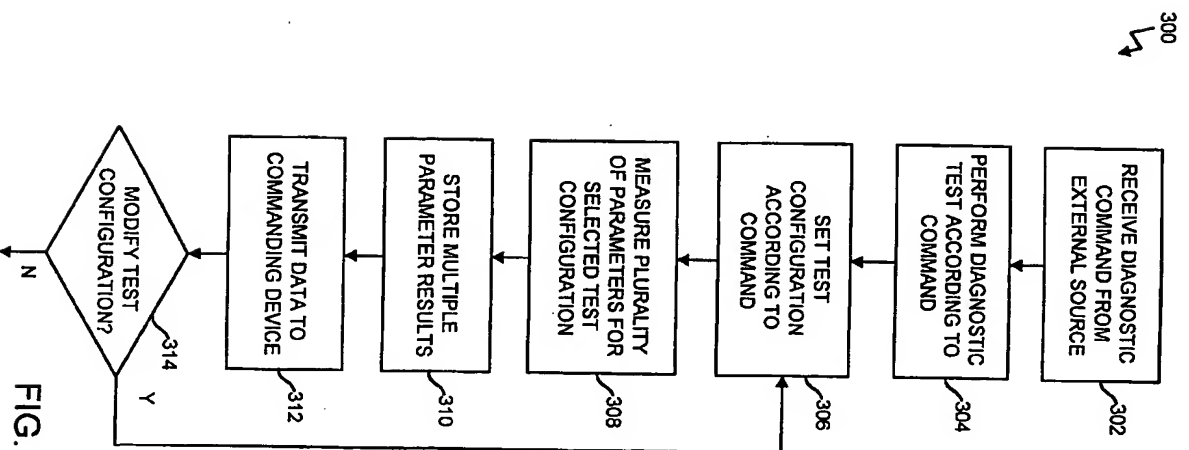 300
RECEIVE DIAGNOSTIC
COMMAND FROM
EXTERNAL SOURCE
302
PERFORM DIAGNOSTIC
TEST ACCORDING TO
COMMAND
304
SET TEST
CONFIGURATION
ACCORDING TO
COMMAND
306
MEASURE PLURALITY
OF PARAMETERS FOR
SELECTED TEST
CONFIGURATION
308
STORE MULTIPLE
PARAMETER RESULTS
310
TRANSMIT DATA TO
COMMANDING DEVICE
312
MODIFY TEST
CONFIGURATION?
314
Y
N
FIG.